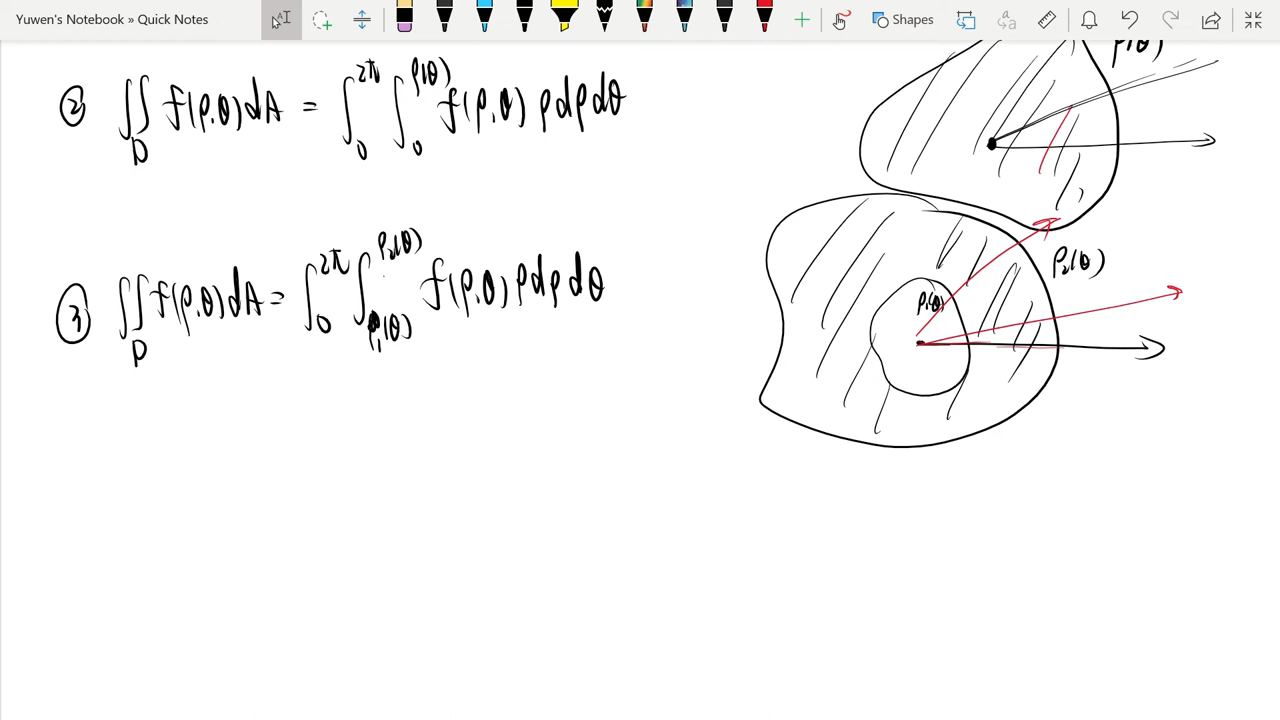 Yuwen's Notebook » Quick Notes
Shapes
② ∬_D f(ρ,θ)dA = ∫_0^{2π} ∫_0^{ρ(θ)} f(ρ,θ) ρdρdθ
ρ(θ)
③ ∬_D f(ρ,θ)dA = ∫_0^{2π} ∫_{ρ₁(θ)}^{ρ₂(θ)} f(ρ,θ) ρdρdθ
ρ₂(θ)
ρ₁(θ)